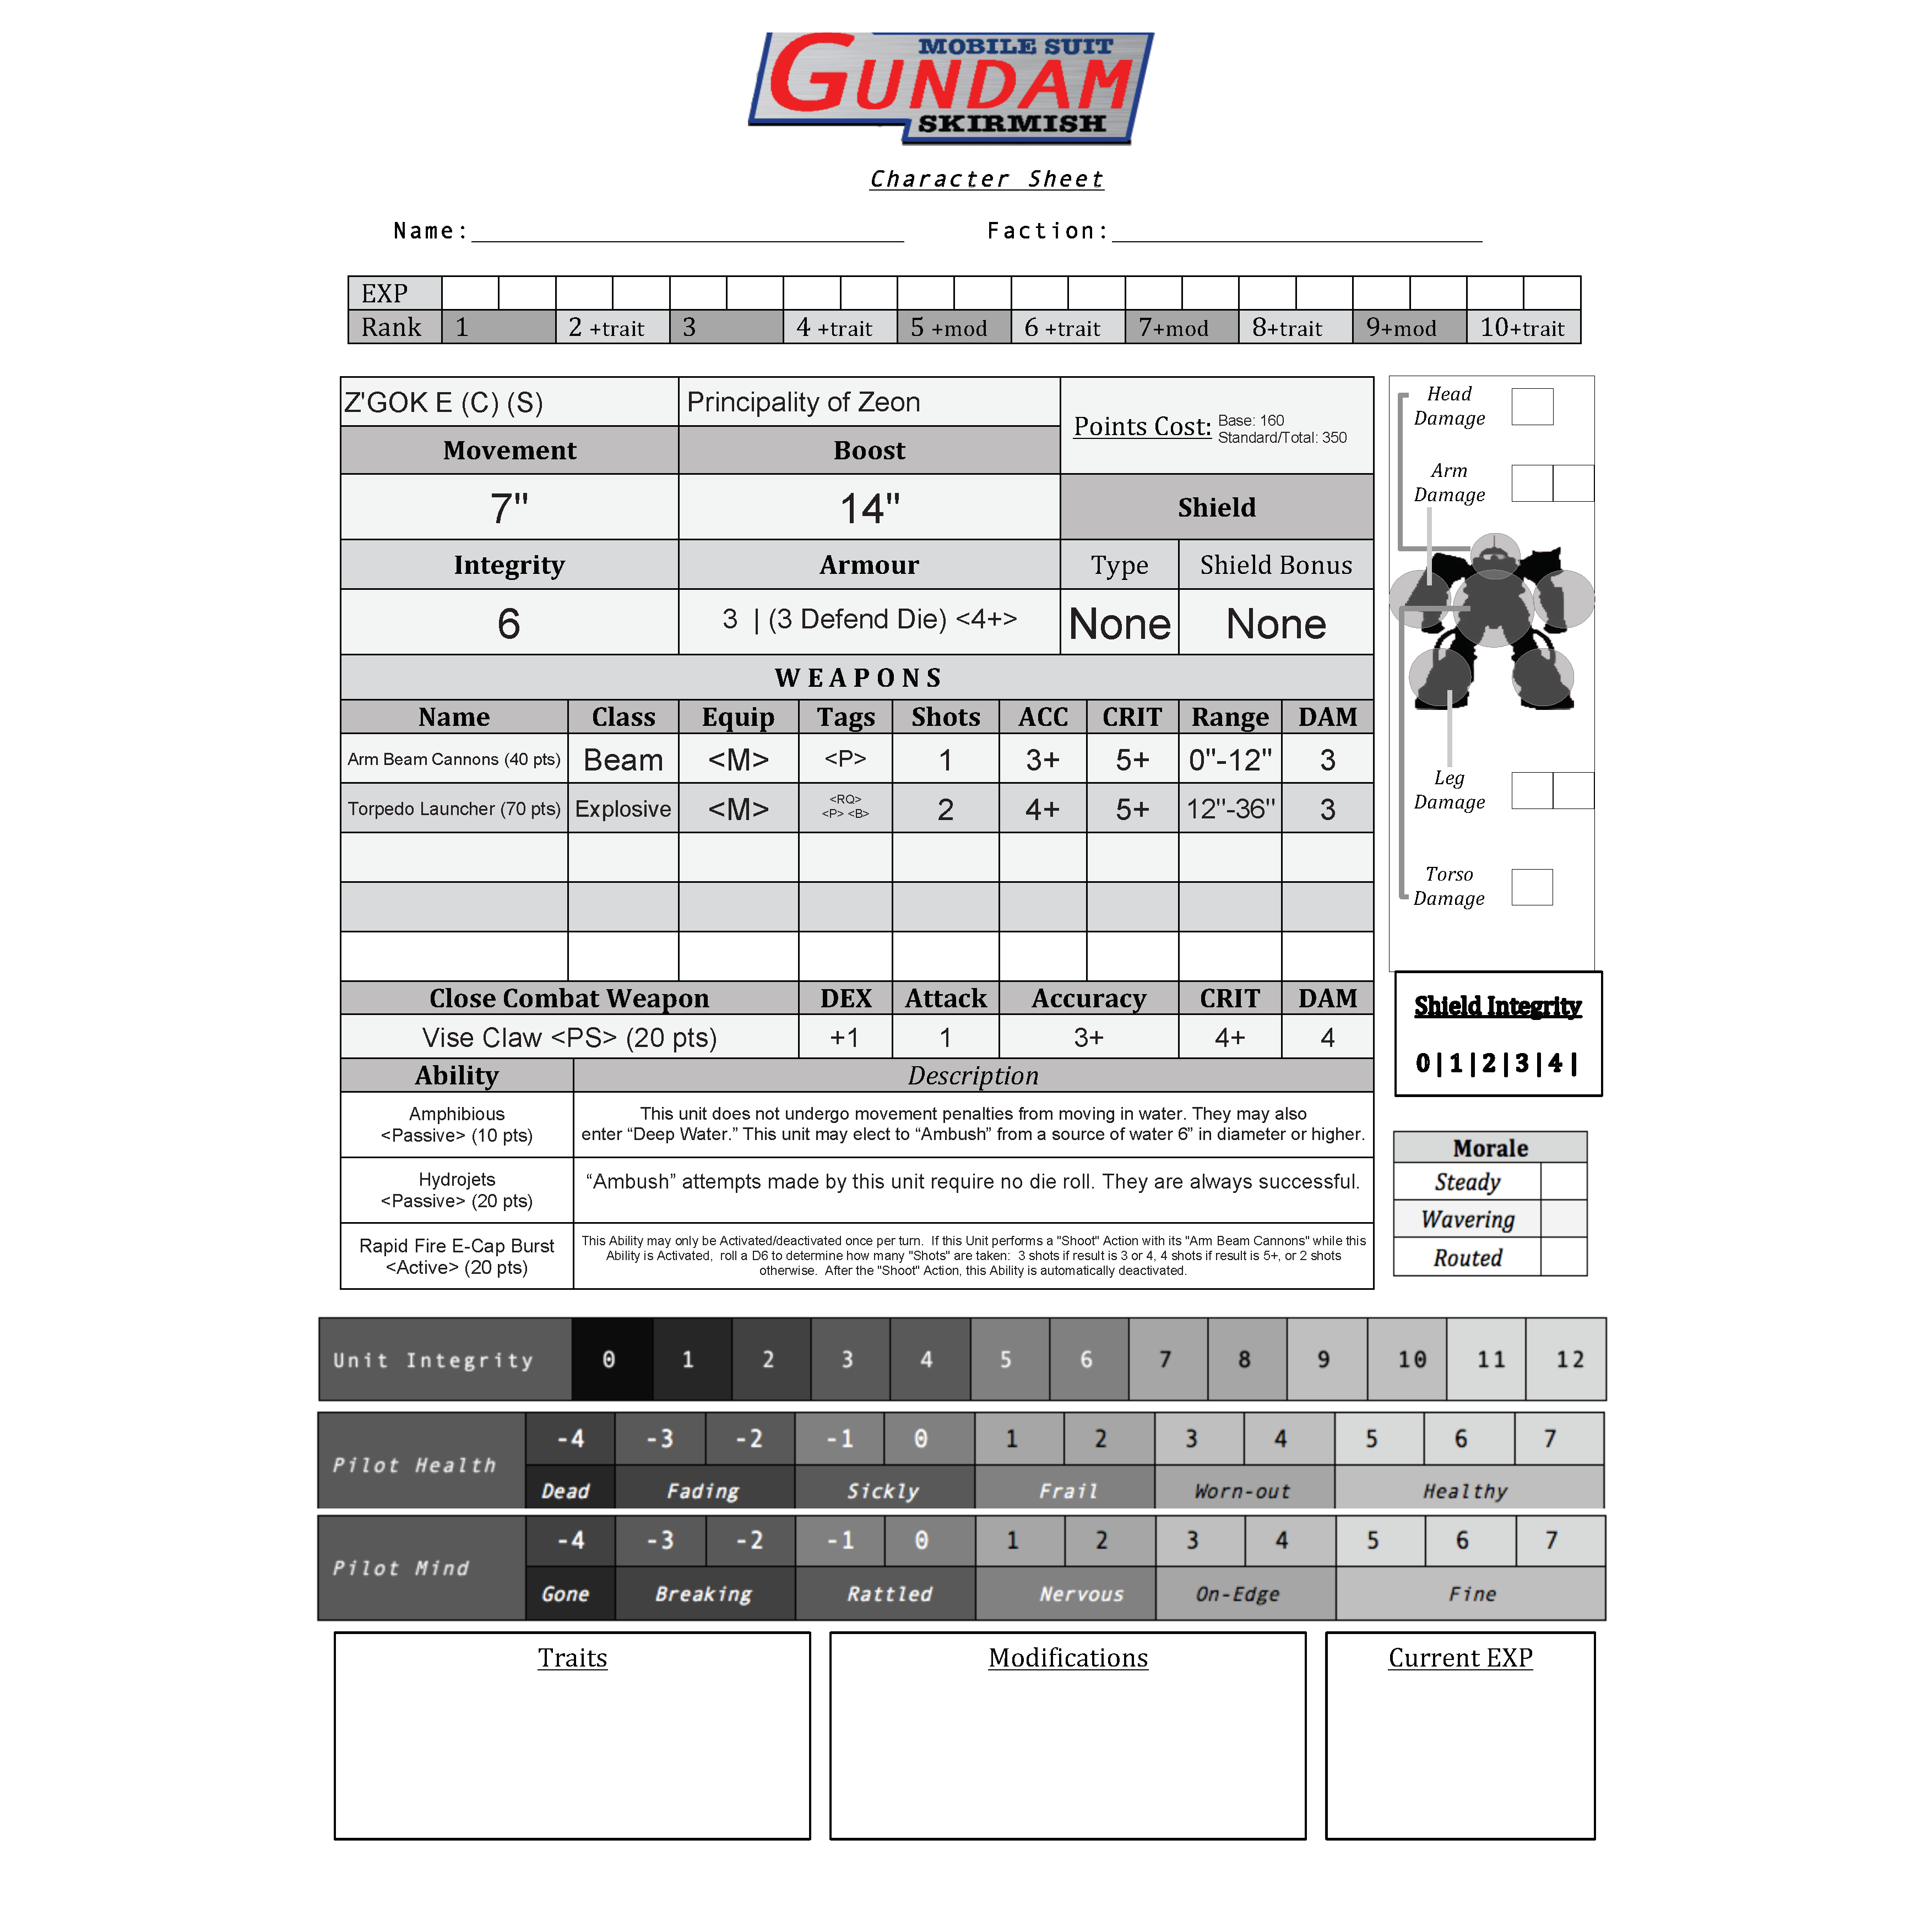 MOBILE SUIT
GUNDAM
SKIRMISH
Character Sheet
Name: Faction:
EXP
Rank 1 2 +trait 3 4 +trait 5 +mod 6 +trait 7+mod 8+trait 9+mod 10+trait
Z'GOK E (C) (S) Principality of Zeon
Points Cost: Base: 160
Standard/Total: 350
Movement Boost
7" 14" Shield
Integrity Armour Type Shield Bonus
6 3 | (3 Defend Die) <4+> None None
WEAPONS
Name Class Equip Tags Shots ACC CRIT Range DAM
Arm Beam Cannons (40 pts) Beam <M> <P> 1 3+ 5+ 0"-12" 3
Torpedo Launcher (70 pts) Explosive <M> <RQ> <P> <B> 2 4+ 5+ 12"-36" 3
Close Combat Weapon DEX Attack Accuracy CRIT DAM
Vise Claw <PS> (20 pts) +1 1 3+ 4+ 4
Ability Description
Amphibious
<Passive> (10 pts)
This unit does not undergo movement penalties from moving in water. They may also
enter “Deep Water.” This unit may elect to “Ambush” from a source of water 6” in diameter or higher.
Hydrojets
<Passive> (20 pts)
“Ambush” attempts made by this unit require no die roll. They are always successful.
Rapid Fire E-Cap Burst
<Active> (20 pts)
This Ability may only be Activated/deactivated once per turn. If this Unit performs a "Shoot" Action with its "Arm Beam Cannons" while this
Ability is Activated, roll a D6 to determine how many "Shots" are taken: 3 shots if result is 3 or 4, 4 shots if result is 5+, or 2 shots
otherwise. After the "Shoot" Action, this Ability is automatically deactivated.
Head
Damage
Arm
Damage
Leg
Damage
Torso
Damage
Shield Integrity
0|1|2|3|4|
Morale
Steady
Wavering
Routed
Unit Integrity 0 1 2 3 4 5 6 7 8 9 10 11 12
Pilot Health -4 -3 -2 -1 0 1 2 3 4 5 6 7
Dead Fading Sickly Frail Worn-out Healthy
Pilot Mind -4 -3 -2 -1 0 1 2 3 4 5 6 7
Gone Breaking Rattled Nervous On-Edge Fine
Traits Modifications Current EXP